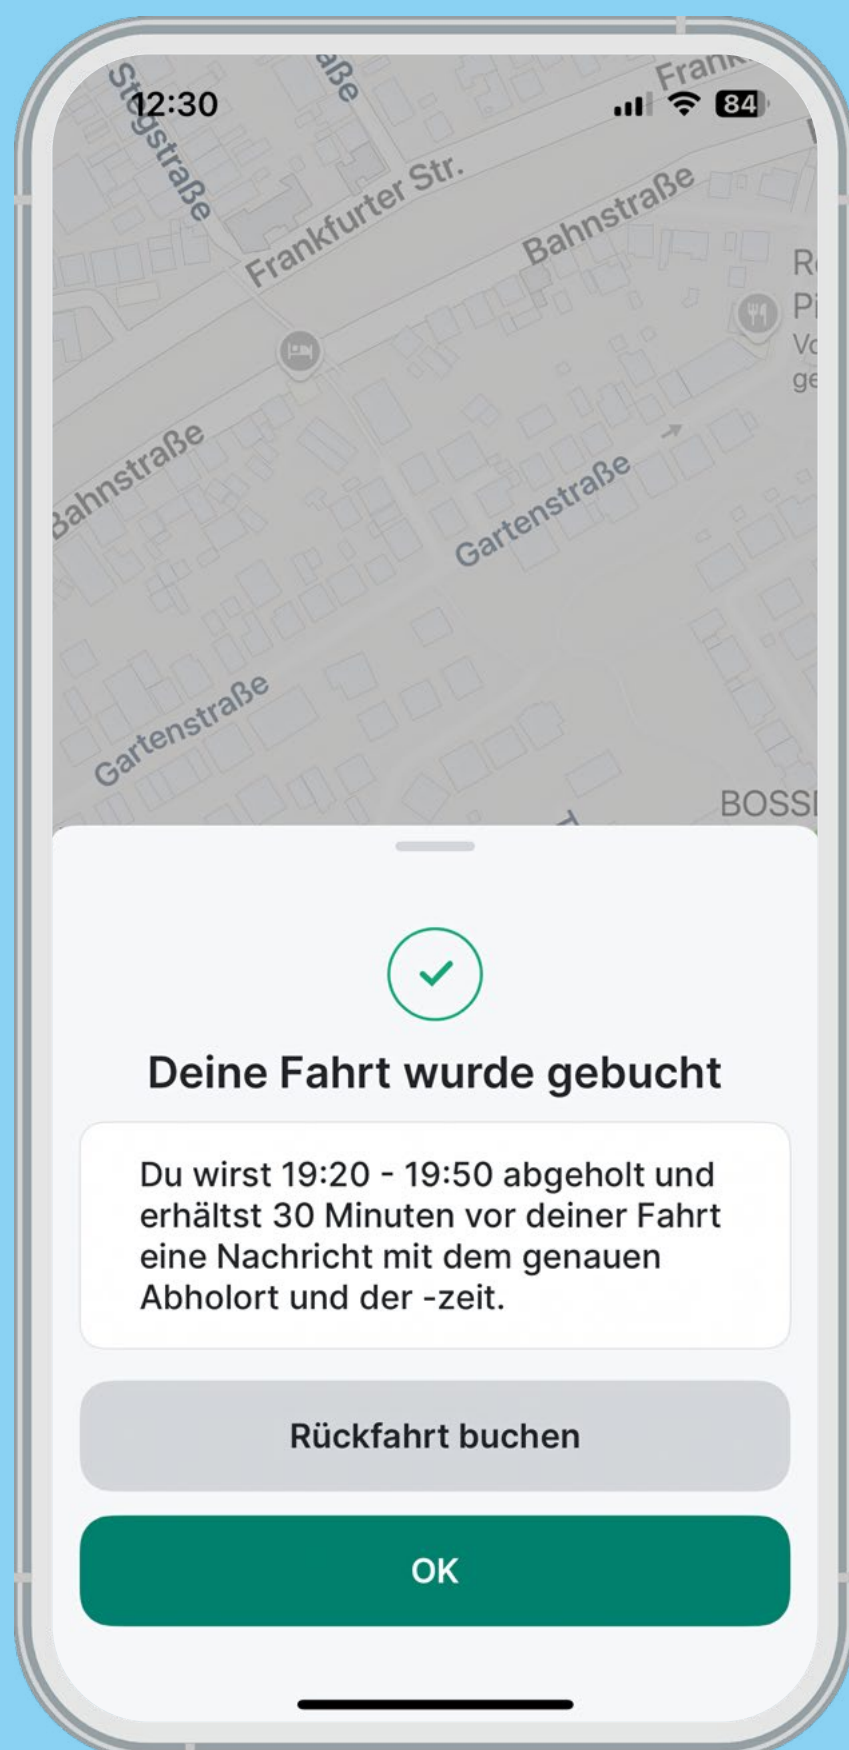 12:30
84
Stegstraße
Frankfurter Str.
Bahnstraße
Bahnstraße
Gartenstraße
Gartenstraße
Deine Fahrt wurde gebucht
Du wirst 19:20 - 19:50 abgeholt und
erhältst 30 Minuten vor deiner Fahrt
eine Nachricht mit dem genauen
Abholort und der -zeit.
Rückfahrt buchen
OK